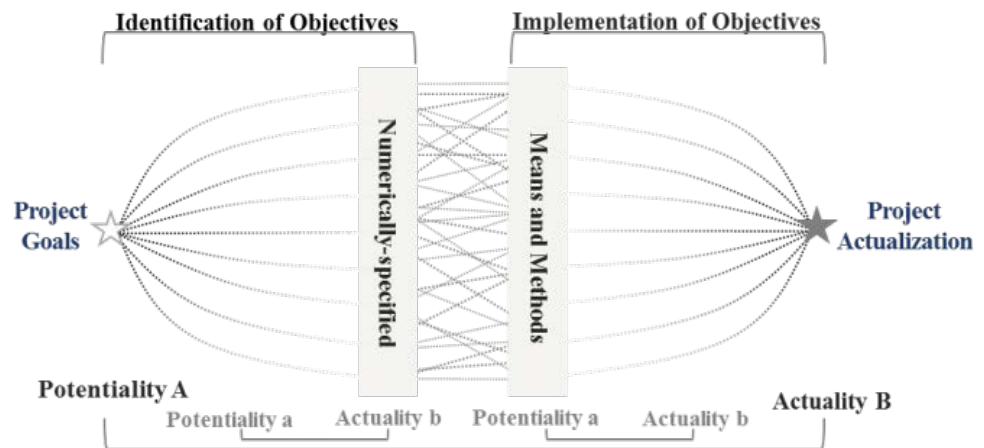 Identification of Objectives
Implementation of Objectives
Project
Goals
Numerically-specified
Means and Methods
Project
Actualization
Potentiality A
Actuality B
Potentiality a
Actuality b
Potentiality a
Actuality b